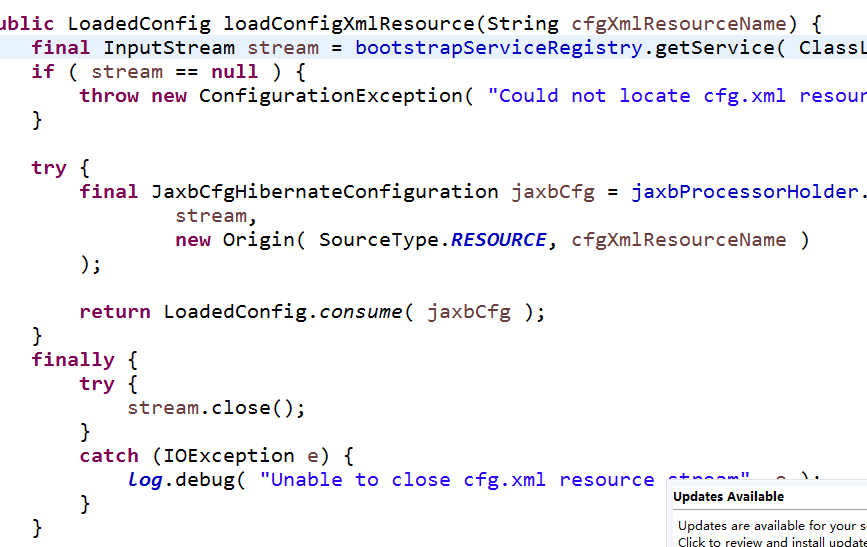 ublic LoadedConfig loadConfigXmlResource(String cfgXmlResourceName) {
    final InputStream stream = bootstrapServiceRegistry.getService( ClassL
    if ( stream == null ) {
        throw new ConfigurationException( "Could not locate cfg.xml resour
    }
    try {
        final JaxbCfgHibernateConfiguration jaxbCfg = jaxbProcessorHolder.
                stream,
                new Origin( SourceType.RESOURCE, cfgXmlResourceName )
        );
        return LoadedConfig.consume( jaxbCfg );
    }
    finally {
        try {
            stream.close();
        }
        catch (IOException e) {
            log.debug( "Unable to close cfg.xml resource stream", e );
        }
    }
Updates Available
Updates are available for your s
Click to review and install update